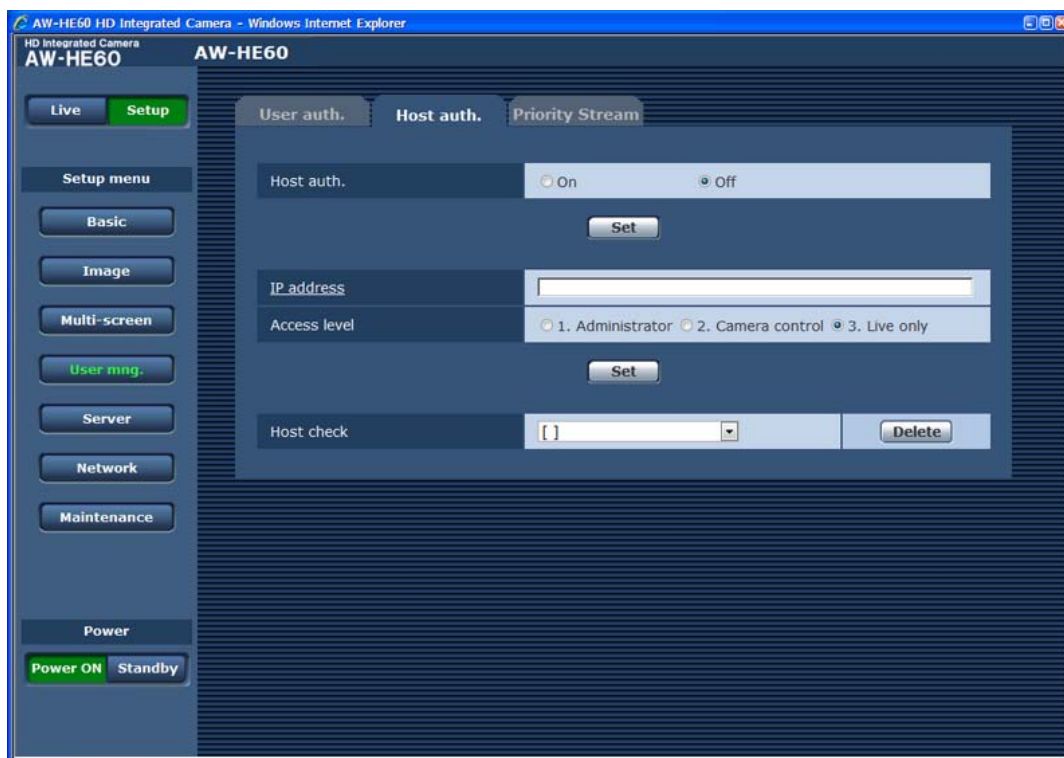 AW-HE60 HD Integrated Camera - Windows Internet Explorer
HD Integrated Camera
AW-HE60
AW-HE60
Live Setup
User auth. Host auth. Priority Stream
Setup menu
Host auth. On Off
Basic
Set
Image
IP address
Multi-screen
Access level 1. Administrator 2. Camera control 3. Live only
User mng.
Set
Server
Host check [ ] Delete
Network
Maintenance
Power
Power ON Standby